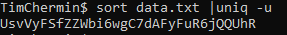 TimChermin$ sort data.txt |uniq -u
UsvVyFSfZZWbi6wgC7dAFyFuR6jQQUhR